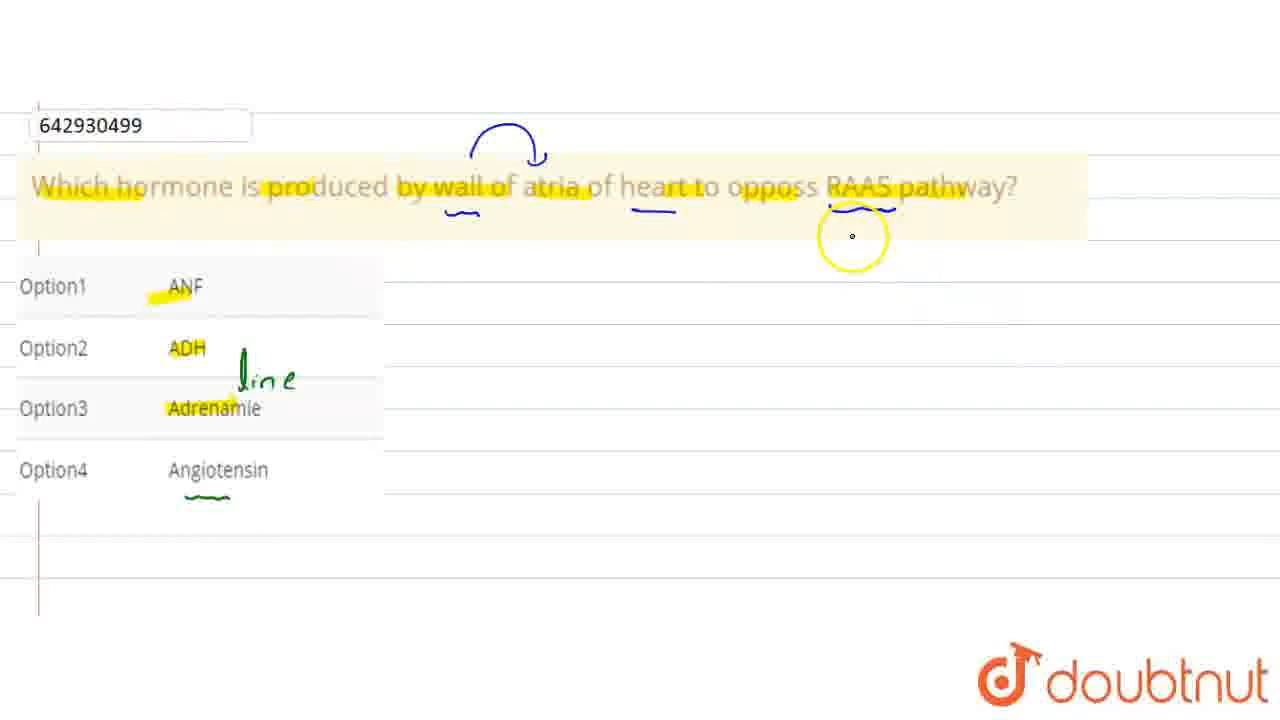 642930499
Which hormone is produced by wall of atria of heart to opposs RAAS pathway?
Option1 ANF
Option2 ADH
line
Option3 Adrenamie
Option4 Angiotensin
doubtnut